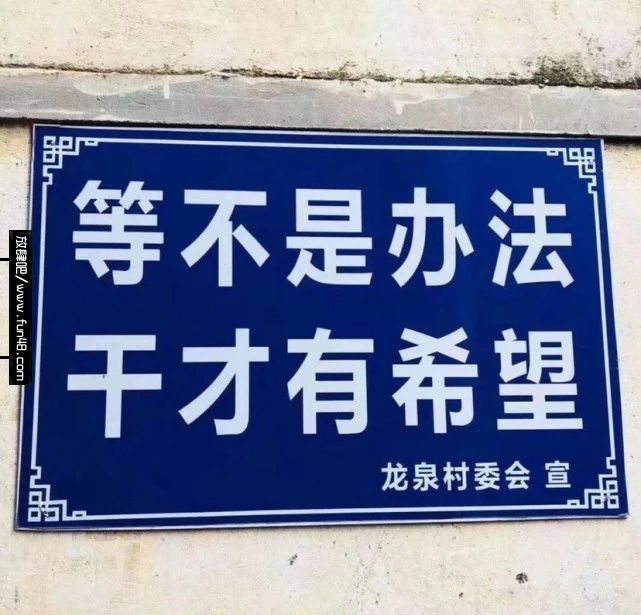 等不是办法
干才有希望
龙泉村委会 宣
放肆吧/www.fun48.com